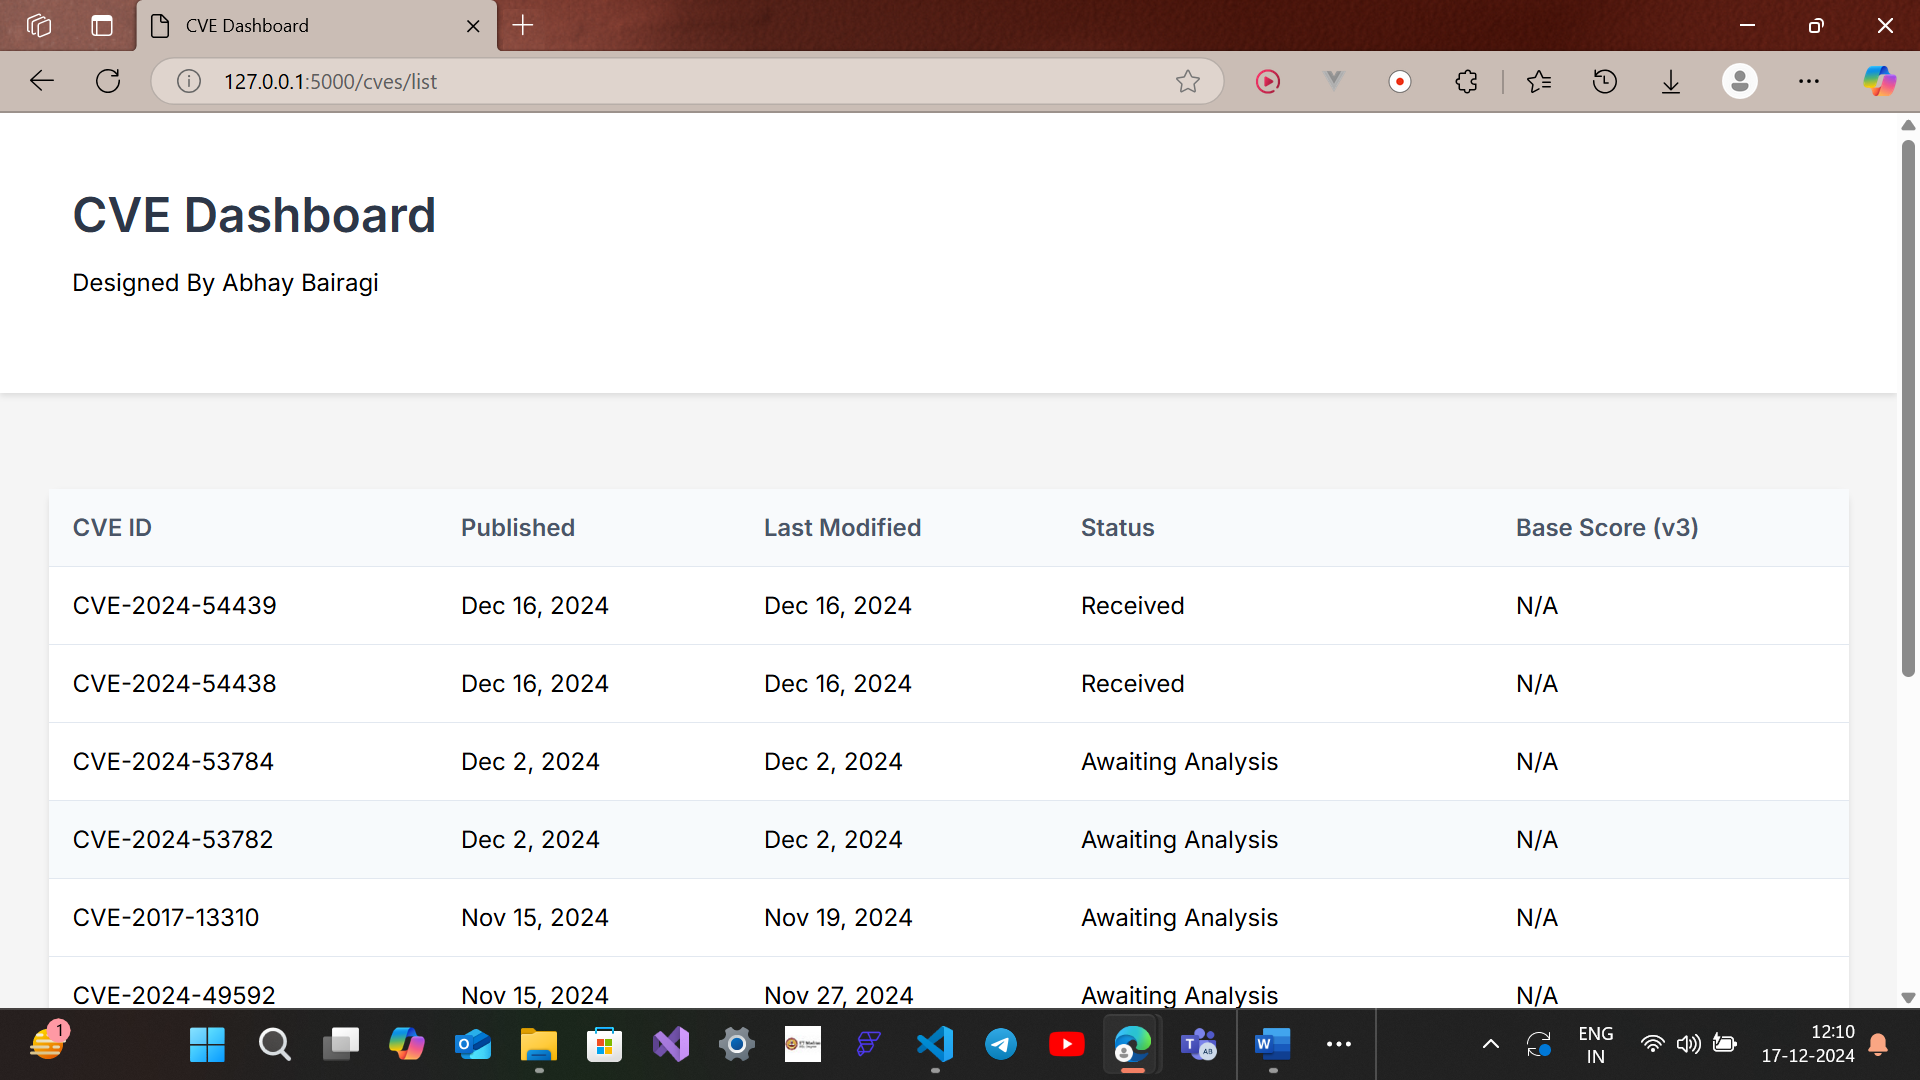 CVE Dashboard
127.0.0.1:5000/cves/list
CVE Dashboard
Designed By Abhay Bairagi
CVE ID Published Last Modified Status Base Score (v3)
CVE-2024-54439 Dec 16, 2024 Dec 16, 2024 Received N/A
CVE-2024-54438 Dec 16, 2024 Dec 16, 2024 Received N/A
CVE-2024-53784 Dec 2, 2024 Dec 2, 2024 Awaiting Analysis N/A
CVE-2024-53782 Dec 2, 2024 Dec 2, 2024 Awaiting Analysis N/A
CVE-2017-13310 Nov 15, 2024 Nov 19, 2024 Awaiting Analysis N/A
CVE-2024-49592 Nov 15, 2024 Nov 27, 2024 Awaiting Analysis N/A
1
ENG
IN
12:10
17-12-2024